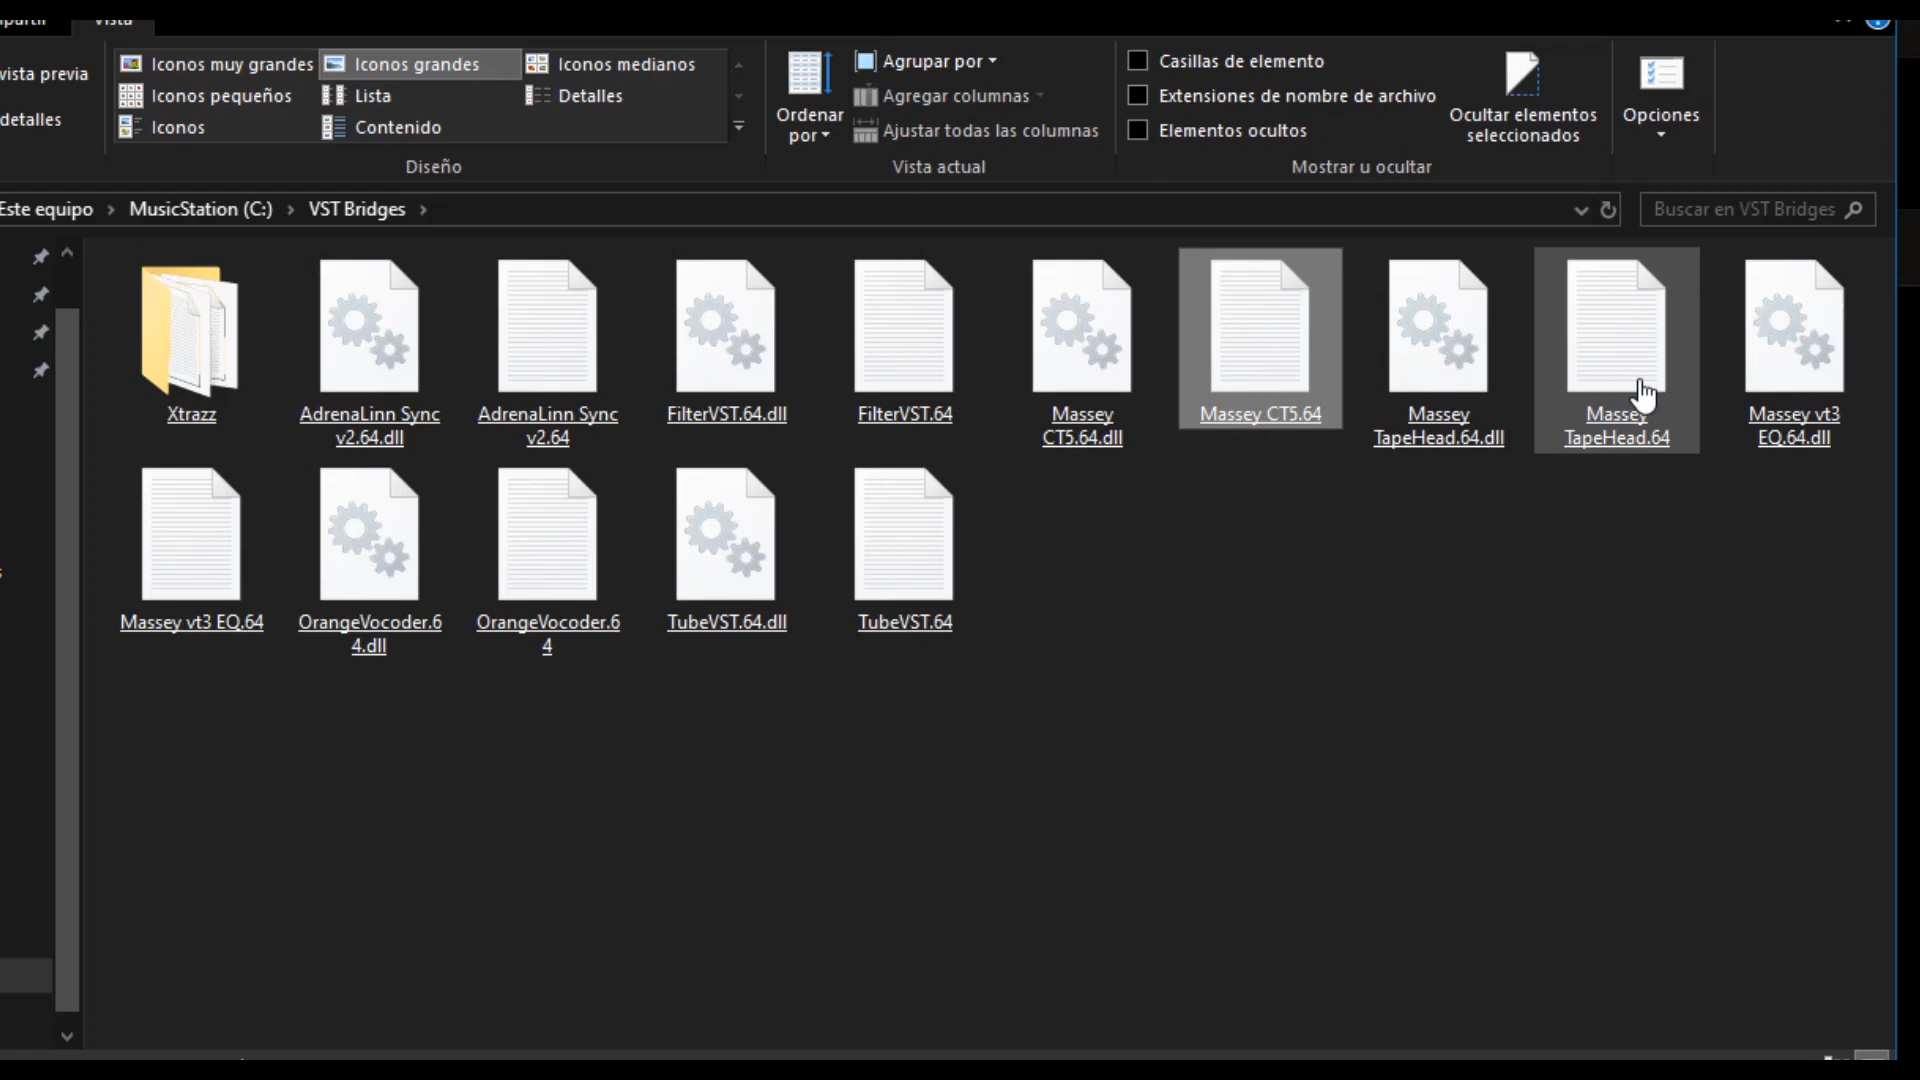 Vista
vista previa
detalles
Iconos muy grandes
Iconos grandes
Iconos medianos
Iconos pequeños
Lista
Detalles
Iconos
Contenido
Diseño
Ordenar
por
Agrupar por
Agregar columnas
Ajustar todas las columnas
Vista actual
Casillas de elemento
Extensiones de nombre de archivo
Elementos ocultos
Ocultar elementos
seleccionados
Mostrar u ocultar
Opciones
Este equipo > MusicStation (C:) > VST Bridges >
Buscar en VST Bridges
Xtrazz
AdrenaLinn Sync
v2.64.dll
AdrenaLinn Sync
v2.64
FilterVST.64.dll
FilterVST.64
Massey
CT5.64.dll
Massey CT5.64
Massey
TapeHead.64.dll
Massey
TapeHead.64
Massey vt3
EQ.64.dll
Massey vt3 EQ.64
OrangeVocoder.6
4.dll
OrangeVocoder.6
4
TubeVST.64.dll
TubeVST.64